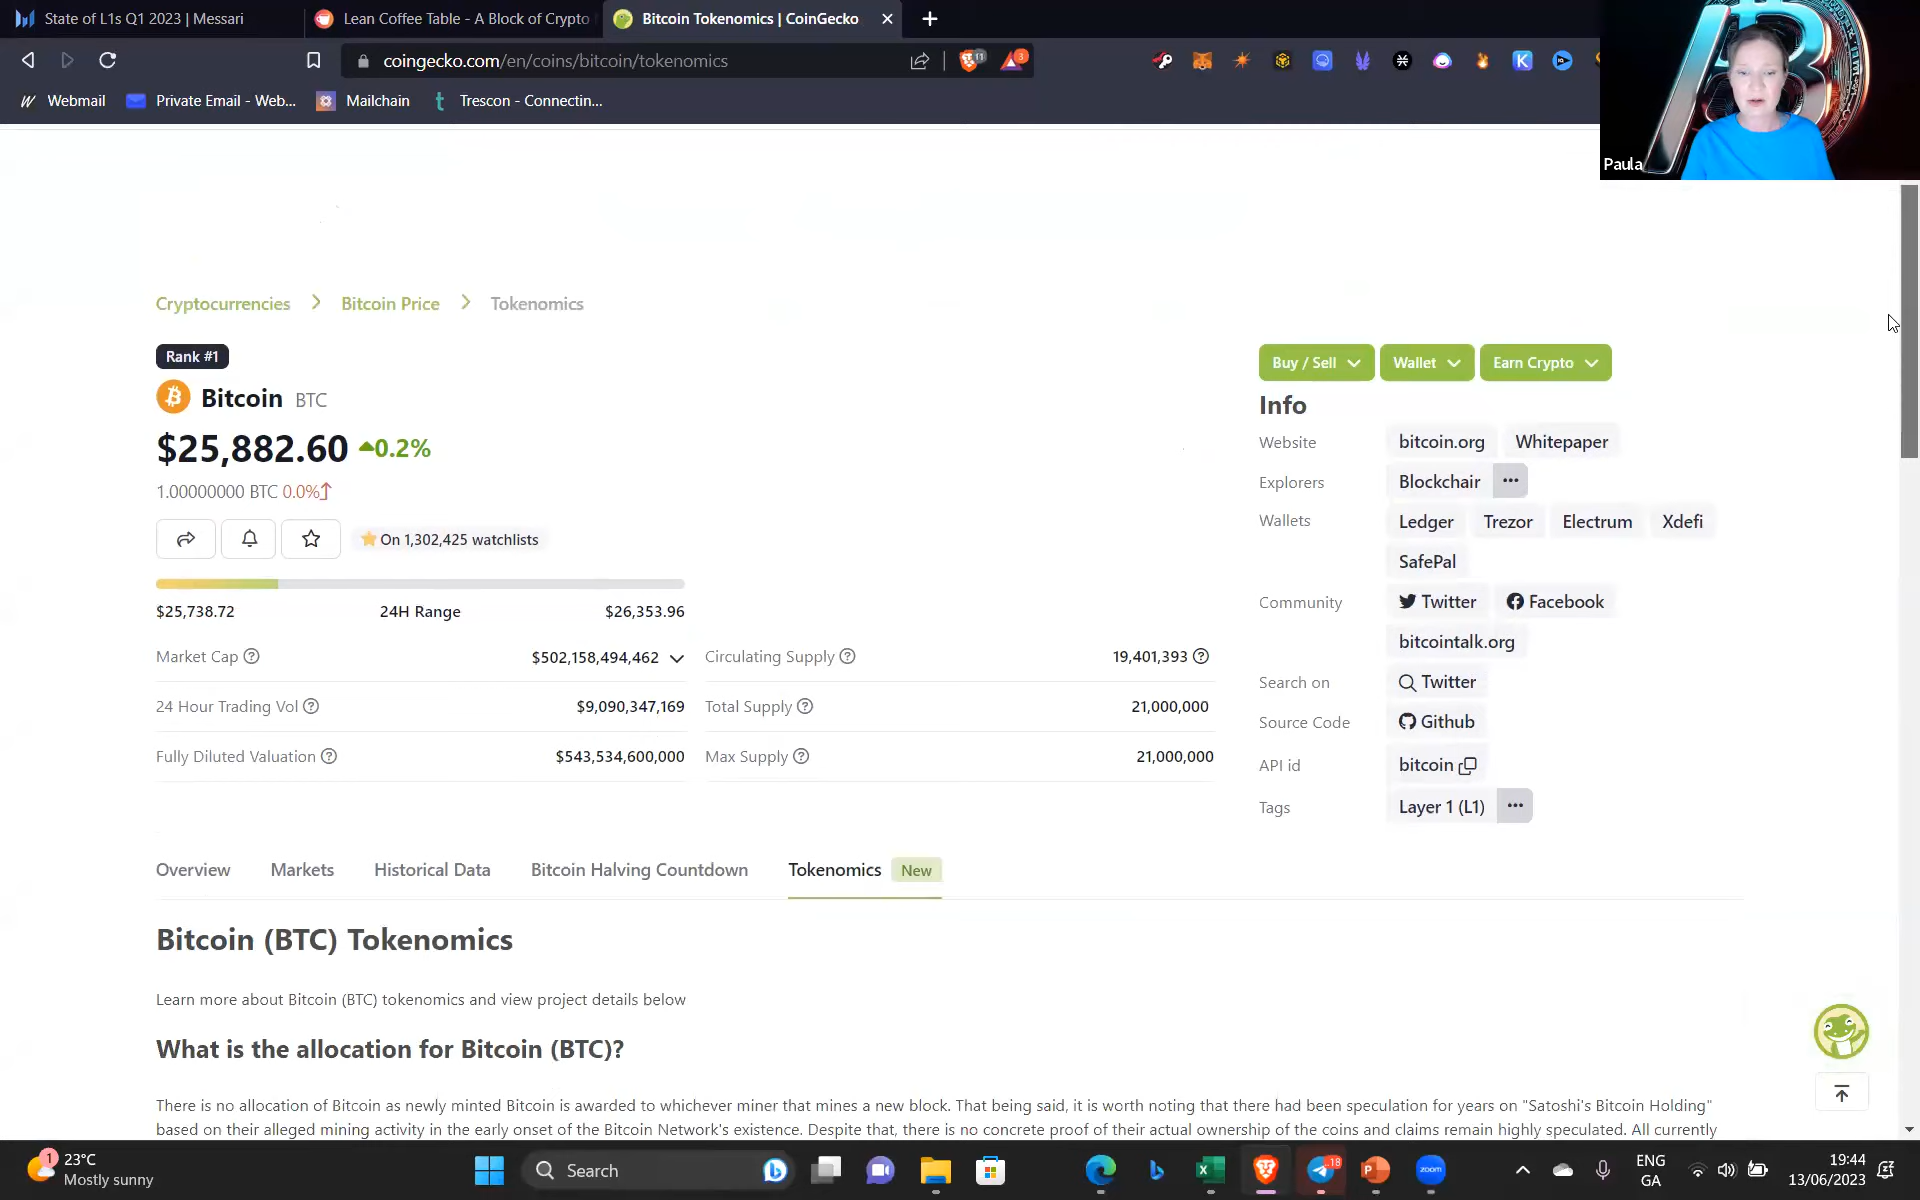 State of L1s Q1 2023 | Messari
Lean Coffee Table - A Block of Crypto
Bitcoin Tokenomics | CoinGecko
coingecko.com/en/coins/bitcoin/tokenomics
11
3
K
Webmail
Private Email - Web...
Mailchain
Trescon - Connectin...
Paula
Cryptocurrencies > Bitcoin Price > Tokenomics
Rank #1
Bitcoin BTC
$25,882.60 0.2%
1.00000000 BTC 0.0%
On 1,302,425 watchlists
$25,738.72 24H Range $26,353.96
Market Cap $502,158,494,462 Circulating Supply 19,401,393
24 Hour Trading Vol $9,090,347,169 Total Supply 21,000,000
Fully Diluted Valuation $543,534,600,000 Max Supply 21,000,000
Buy / Sell Wallet Earn Crypto
Info
Website bitcoin.org Whitepaper
Explorers Blockchair ...
Wallets Ledger Trezor Electrum Xdefi
SafePal
Community Twitter Facebook
bitcointalk.org
Search on Twitter
Source Code Github
API id bitcoin
Tags Layer 1 (L1) ...
Overview Markets Historical Data Bitcoin Halving Countdown Tokenomics New
Bitcoin (BTC) Tokenomics
Learn more about Bitcoin (BTC) tokenomics and view project details below
What is the allocation for Bitcoin (BTC)?
There is no allocation of Bitcoin as newly minted Bitcoin is awarded to whichever miner that mines a new block. That being said, it is worth noting that there had been speculation for years on "Satoshi's Bitcoin Holding"
based on their alleged mining activity in the early onset of the Bitcoin Network's existence. Despite that, there is no concrete proof of their actual ownership of the coins and claims remain highly speculated. All currently
1
23°C
Mostly sunny
Search
18
zoom
ENG
GA
19:44
13/06/2023